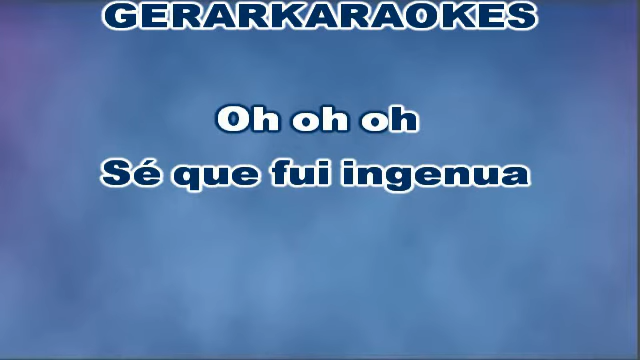 GERARKARAOKES
Oh oh oh
Sé que fui ingenua